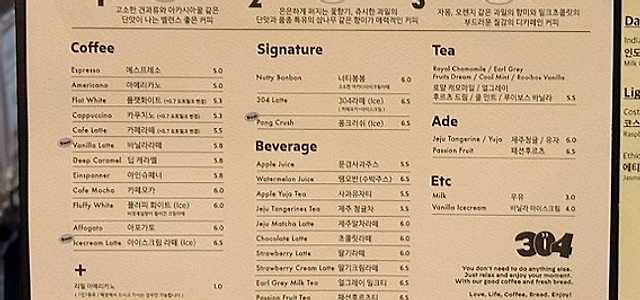 1
2
3
고소한 견과류와 아카시아꿀 같은
단맛이 나는 밸런스 좋은 커피
은은하게 퍼지는 꽃향기, 쥬시한 과일의
단맛과 품종 특유의 삼나무 같은 향미가 매력적인 커피
자몽, 오렌지 같은 과일의 향미와 밀크초콜릿의
부드러운 질감의 디카페인 커피
Coffee
Espresso 에스프레소 5.0
Americano 아메리카노 5.0
Flat White 플랫화이트 5.3
Cappuccino 카푸치노 5.3
Cafe Latte 카페라떼 5.5
Vanilla Latte 바닐라라떼 5.8
Deep Caramel 딥 캬라멜 5.8
Einspanner 아인슈페너 5.8
Cafe Mocha 카페모카 6.0
Fluffy White 플러피 화이트 (Ice) 6.0
Affogato 아포가토 6.0
Icecream Latte 아이스크림 라떼 (Ice) 6.5
+
리필 아메리카노 1.0
Signature
Nutty Bonbon 너티봉봉 6.0
304 Latte 304라떼 (Ice) 6.5
Pong Crush 퐁크러쉬 (Ice) 6.5
Beverage
Apple Juice 문경사과주스 5.5
Watermelon Juice 땡모반(수박주스) 6.5
Apple Yuja Tea 사과유자티 5.5
Jeju Tangerines Tea 제주 청귤차 5.5
Jeju Matcha Latte 제주말차라떼 6.0
Chocolate Latte 초콜릿라떼 6.0
Strawberry Latte 딸기라떼 6.0
Strawberry Cream Latte 딸기크림라떼 6.5
Earl Grey Milk Tea 얼그레이 밀크티 6.5
Passion Fruit Tea 패션후르츠티
Tea
Royal Chamomile / Earl Grey
Fruits Dream / Cool Mint / Rooibos Vanilla
로얄 캐모마일 / 얼그레이
후르츠 드림 / 쿨 민트 / 루이보스 바닐라 5.5
Ade
Jeju Tangerine / Yuja 제주청귤 / 유자 6.0
Passion Fruit 패션후르츠 6.5
Etc
Milk 우유 3.0
Vanilla Icecream 바닐라 아이스크림 4.0
304
You don't need to do anything else.
Just relax and enjoy your moment.
With our good coffee and fresh bread.
Love, Life, Coffee, Bread, Enjoy!